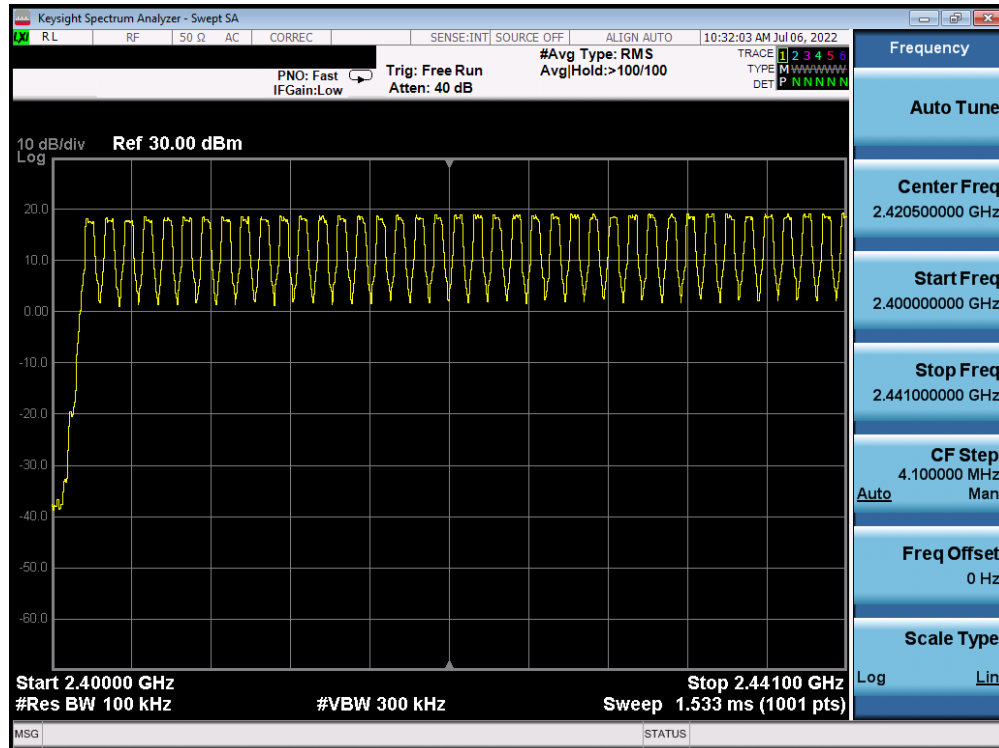 Keysight Spectrum Analyzer - Swept SA
LXI RL RF 50 Ω AC CORREC SENSE:INT SOURCE OFF ALIGN AUTO 10:32:03 AM Jul 06, 2022
PNO: Fast
IFGain:Low
Trig: Free Run
Atten: 40 dB
#Avg Type: RMS
Avg|Hold:>100/100
TRACE 1 2 3 4 5 6
TYPE M WWWWW
DET P N N N N N
10 dB/div Ref 30.00 dBm
Log
20.0
10.0
0.00
-10.0
-20.0
-30.0
-40.0
-50.0
-60.0
Start 2.40000 GHz Stop 2.44100 GHz
#Res BW 100 kHz #VBW 300 kHz Sweep 1.533 ms (1001 pts)
MSG STATUS
Frequency
Auto Tune
Center Freq
2.420500000 GHz
Start Freq
2.400000000 GHz
Stop Freq
2.441000000 GHz
CF Step
4.100000 MHz
Auto Man
Freq Offset
0 Hz
Scale Type
Log Lin